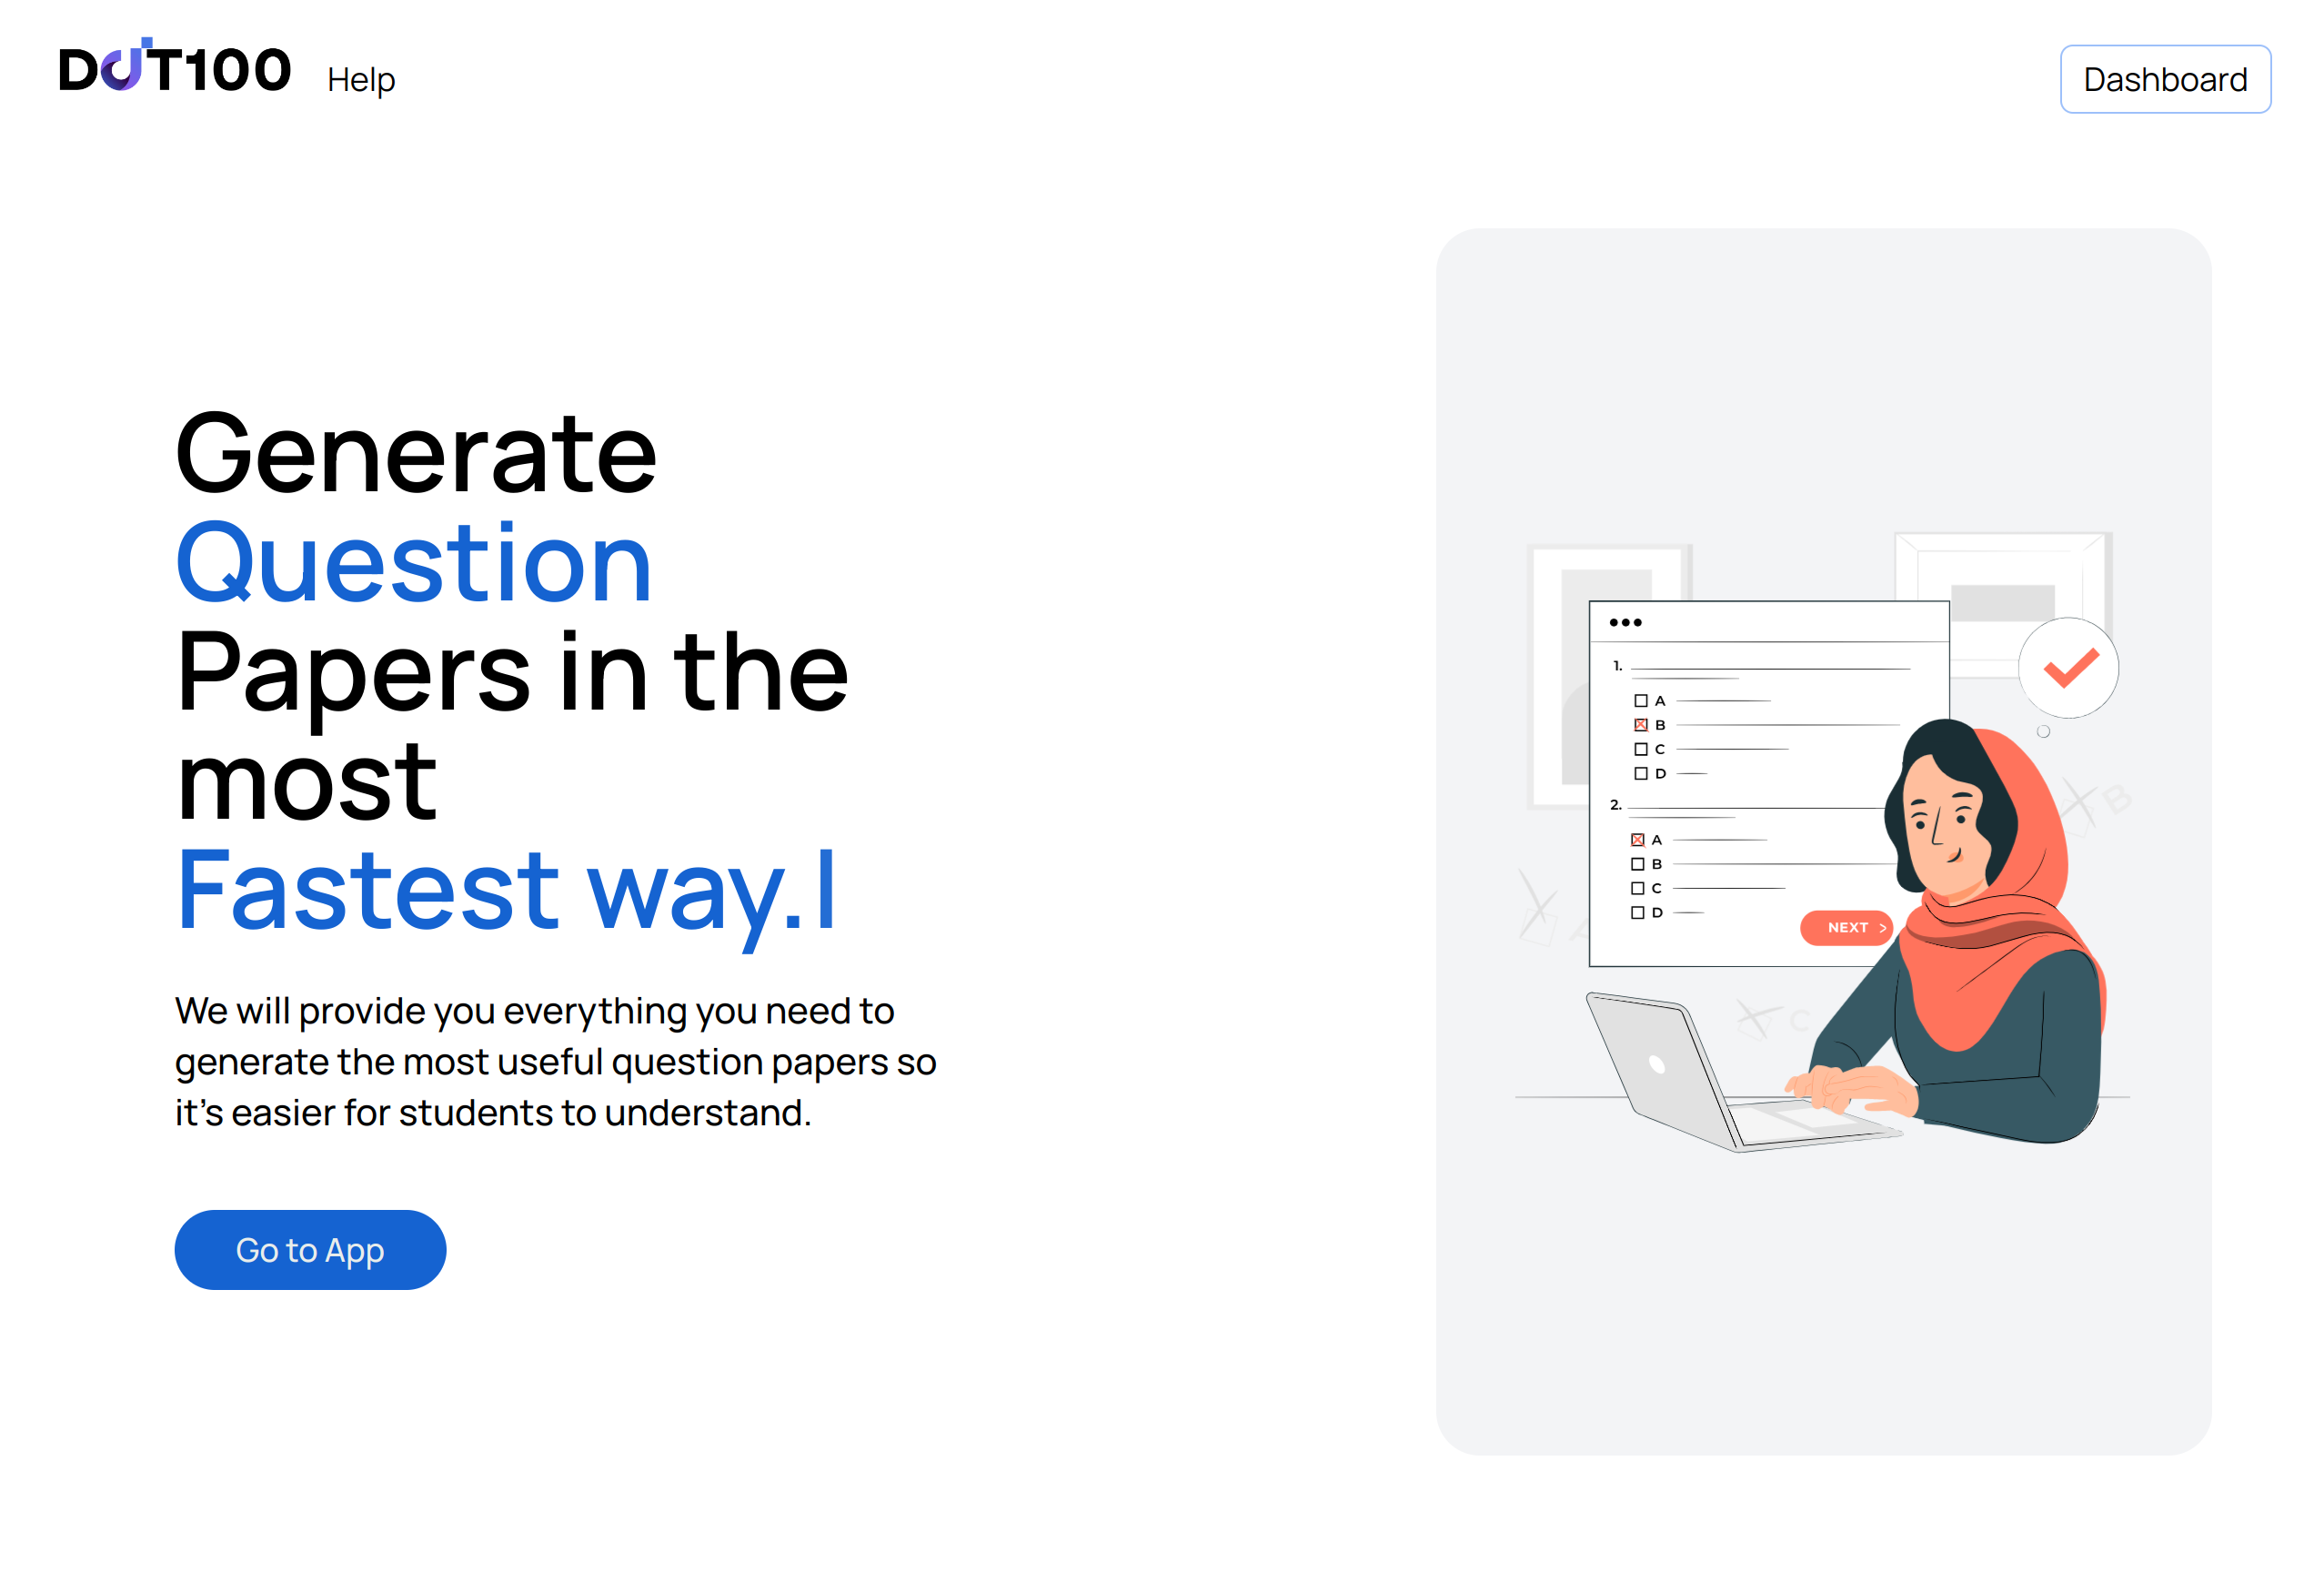 DOT100
Help
Dashboard
Generate
Question
Papers in the
most
Fastest way.|
We will provide you everything you need to
generate the most useful question papers so
it's easier for students to understand.
Go to App
1.
A
B
C
D
2.
A
B
C
D
NEXT >
B
A
C